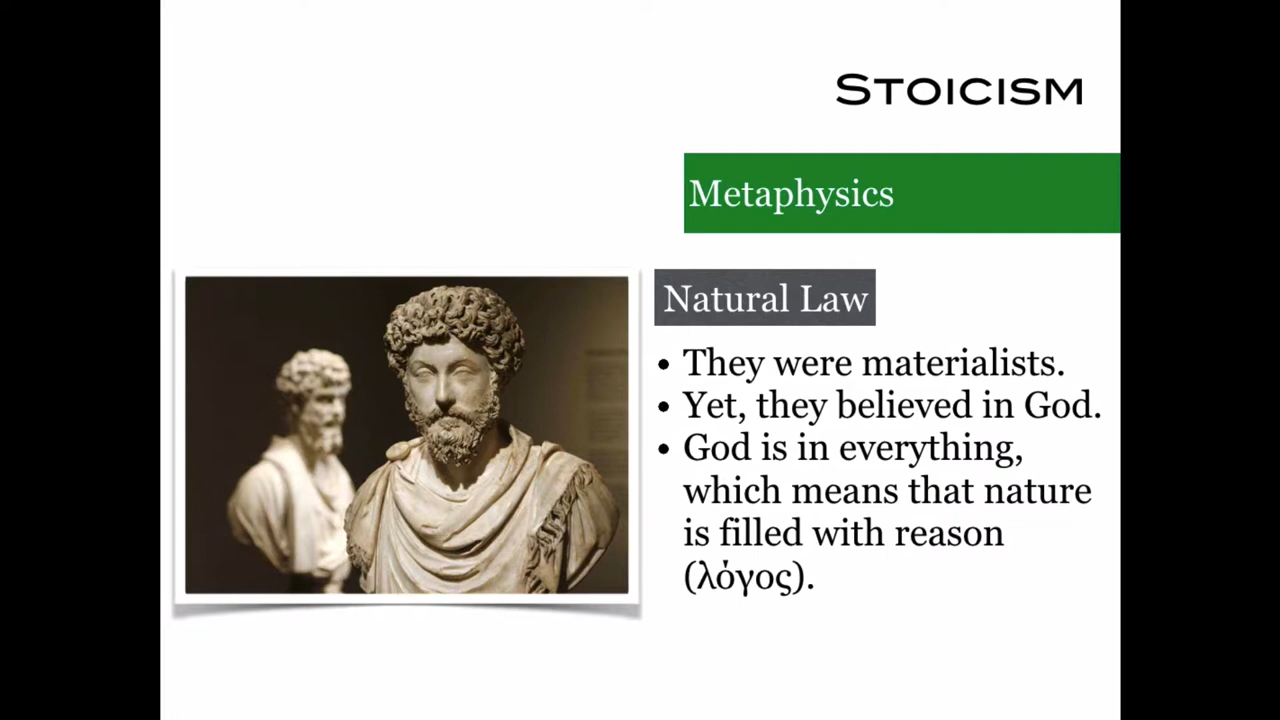 STOICISM
Metaphysics
Natural Law
• They were materialists.
• Yet, they believed in God.
• God is in everything,
which means that nature
is filled with reason
(λόγος).